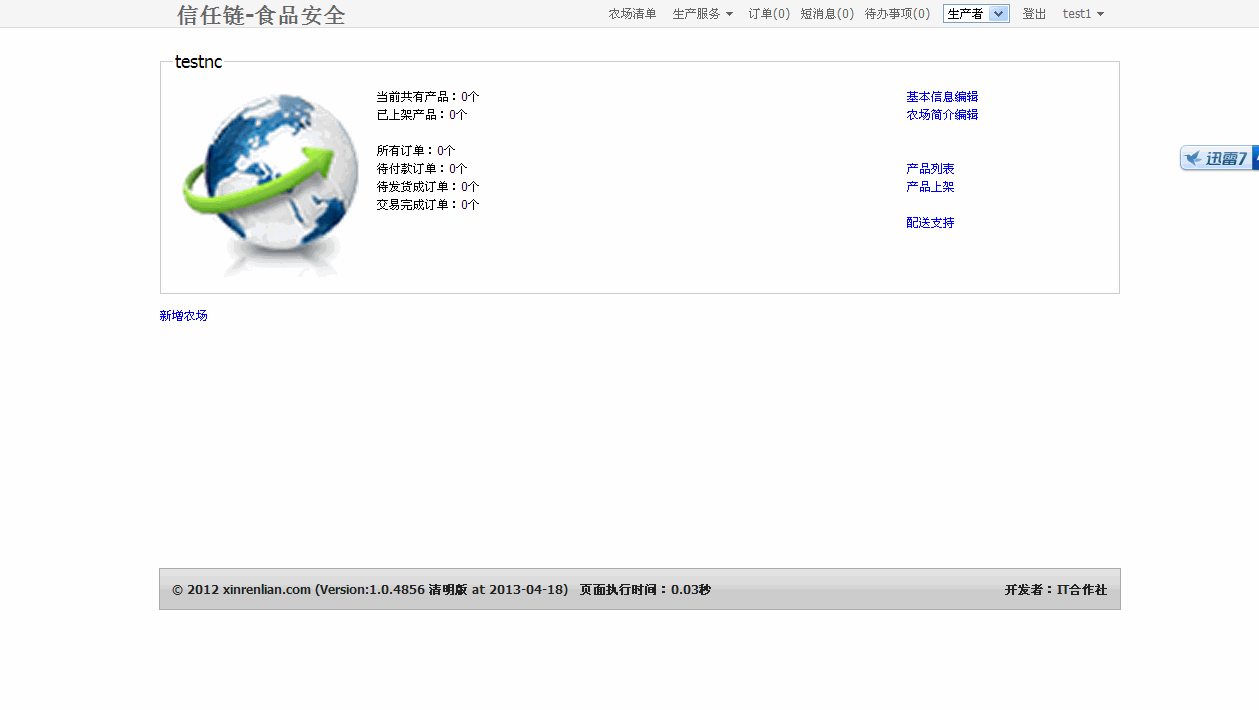 信任链-食品安全
农场清单 生产服务 订单(0) 短消息(0) 待办事项(0) 生产者 登出 test1
testnc
当前共有产品：0个 基本信息编辑
已上架产品：0个 农场简介编辑
所有订单：0个
待付款订单：0个 产品列表
待发货成订单：0个 产品上架
交易完成订单：0个
配送支持
迅雷7
新增农场
© 2012 xinrenlian.com (Version:1.0.4856 清明版 at 2013-04-18) 页面执行时间：0.03秒 开发者：IT合作社